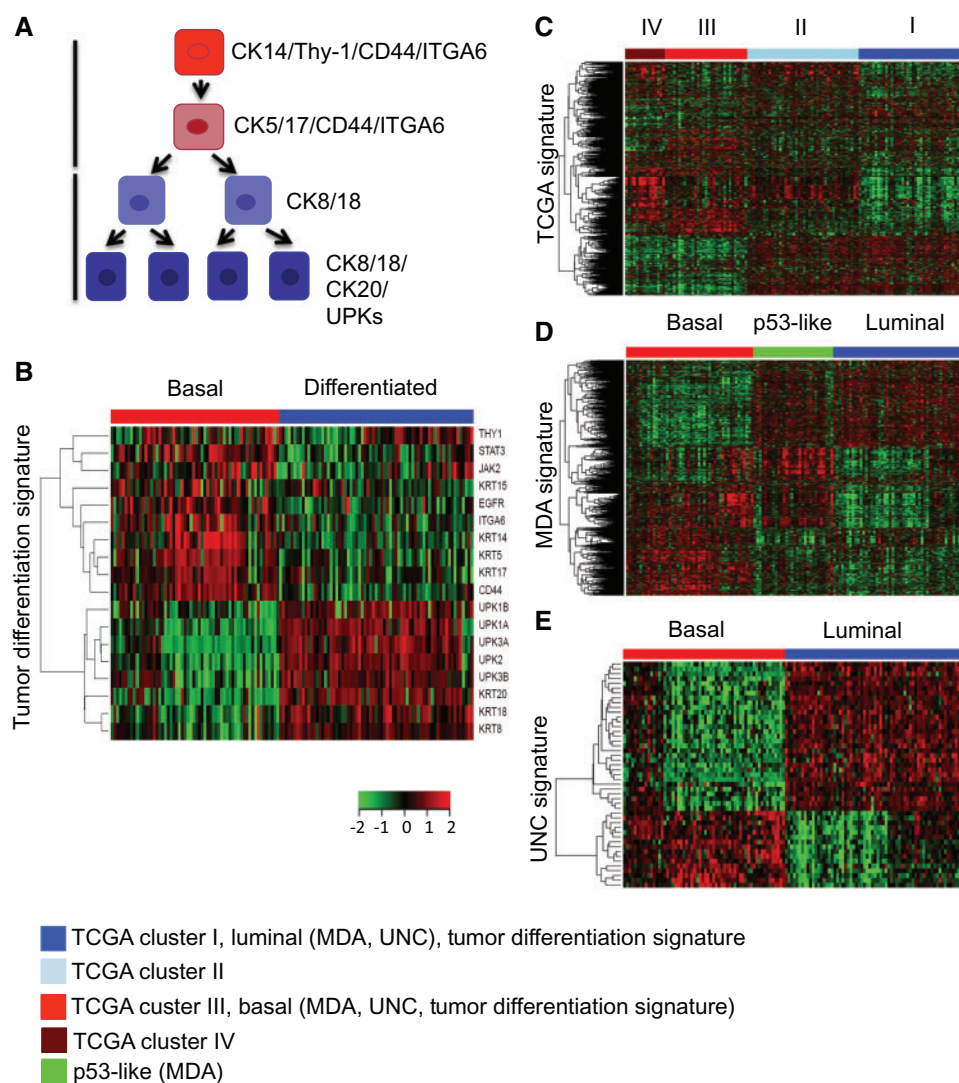 A
CK14/Thy-1/CD44/ITGA6
CK5/17/CD44/ITGA6
CK8/18
CK8/18/
CK20/
UPKs
B
Basal Differentiated
Tumor differentiation signature
THY1
STAT3
JAK2
KRT15
EGFR
ITGA6
KRT14
KRT5
KRT17
CD44
UPK1B
UPK1A
UPK3A
UPK2
UPK3B
KRT20
KRT18
KRT8
-2 -1 0 1 2
C
IV III II I
TCGA signature
D
Basal p53-like Luminal
MDA signature
E
Basal Luminal
UNC signature
TCGA cluster I, luminal (MDA, UNC), tumor differentiation signature
TCGA cluster II
TCGA custer III, basal (MDA, UNC, tumor differentiation signature)
TCGA cluster IV
p53-like (MDA)